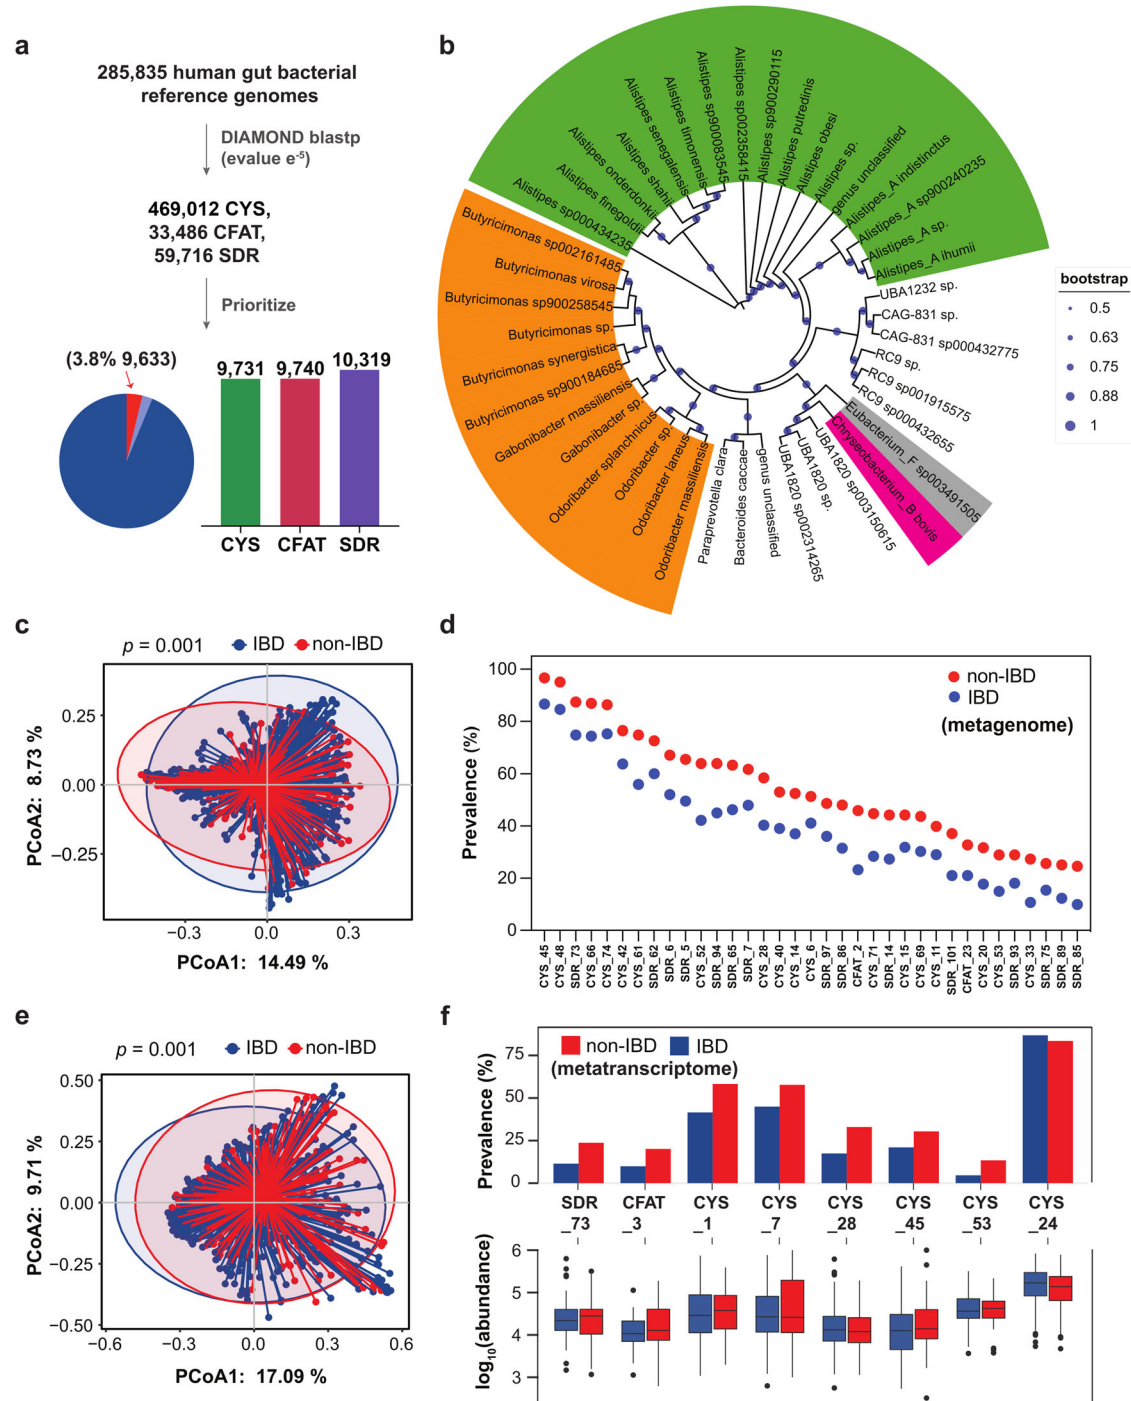 a
285,835 human gut bacterial
reference genomes
DIAMOND blastp
(evalue e-5)
469,012 CYS,
33,486 CFAT,
59,716 SDR
Prioritize
(3.8% 9,633)
9,731
9,740
10,319
CYS
CFAT
SDR
b
Alistipes sp000434235
Alistipes finegoldii
Alistipes onderdonkii
Alistipes shahii
Alistipes senegalensis
Alistipes timonensis
Alistipes sp900083545
Alistipes sp002358415
Alistipes sp900290115
Alistipes putredinis
Alistipes obesi
Alistipes sp.
genus unclassified
Alistipes_A indistinctus
Alistipes_A sp900240235
Alistipes_A sp.
Alistipes_A ihumii
UBA1232 sp.
CAG-831 sp.
CAG-831 sp000432775
RC9 sp.
RC9 sp001915575
RC9 sp000432655
Eubacterium_F sp003491505
Chryseobacterium_B bovis
UBA1820 sp003150615
UBA1820 sp.
UBA1820 sp002314265
genus unclassified
Bacteroides caccae
Paraprevotella clara
Odoribacter massiliensis
Odoribacter laneus
Odoribacter sp.
Odoribacter splanchnicus
Gabonibacter sp.
Gabonibacter massiliensis
Butyricimonas sp900184685
Butyricimonas synergistica
Butyricimonas sp.
Butyricimonas sp900258545
Butyricimonas virosa
Butyricimonas sp002161485
bootstrap
0.5
0.63
0.75
0.88
1
c
p = 0.001
IBD
non-IBD
0.25
0.00
−0.25
PCoA2: 8.73 %
−0.3
0.0
0.3
PCoA1: 14.49 %
d
non-IBD
IBD
(metagenome)
Prevalence (%)
100
80
60
40
20
0
CYS_45
CYS_48
SDR_73
CYS_66
CYS_74
CYS_42
CYS_61
SDR_62
SDR_6
SDR_5
CYS_52
SDR_94
SDR_65
SDR_7
CYS_28
CYS_40
CYS_14
CYS_6
SDR_97
SDR_86
CFAT_2
CYS_71
SDR_14
CYS_15
CYS_69
CYS_11
SDR_101
CFAT_23
CYS_20
CYS_53
SDR_93
CYS_33
SDR_75
SDR_89
SDR_85
e
p = 0.001
IBD
non-IBD
0.50
0.25
0.00
−0.25
−0.50
PCoA2: 9.71 %
−0.6
−0.3
0.0
0.3
0.6
PCoA1: 17.09 %
f
non-IBD
IBD
(metatranscriptome)
Prevalence (%)
75
50
25
0
SDR
CFAT
CYS
CYS
CYS
CYS
CYS
CYS
_73
_3
_1
_7
_28
_45
_53
_24
log10(abundance)
6
5
4
3